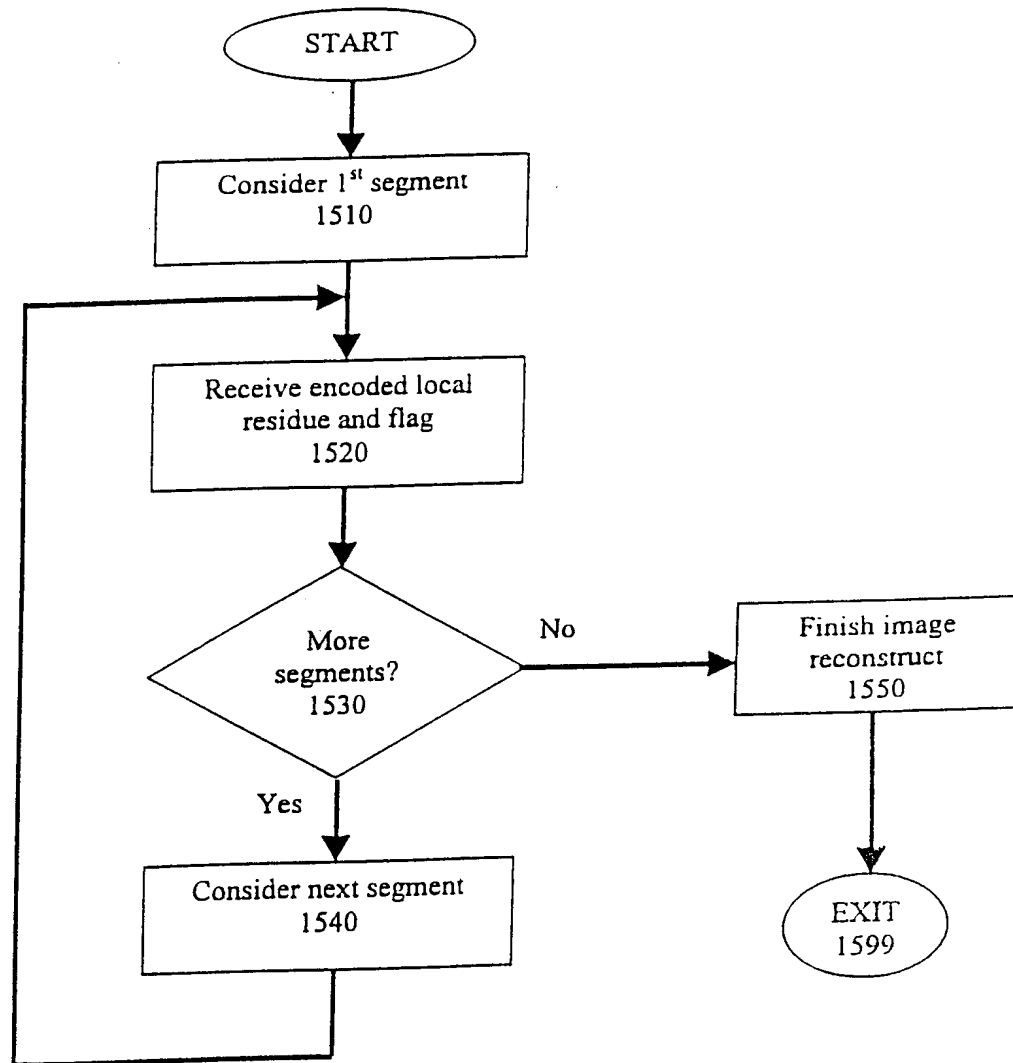 START
Consider 1st segment
1510
Receive encoded local
residue and flag
1520
More
segments?
1530
No
Finish image
reconstruct
1550
Yes
Consider next segment
1540
EXIT
1599